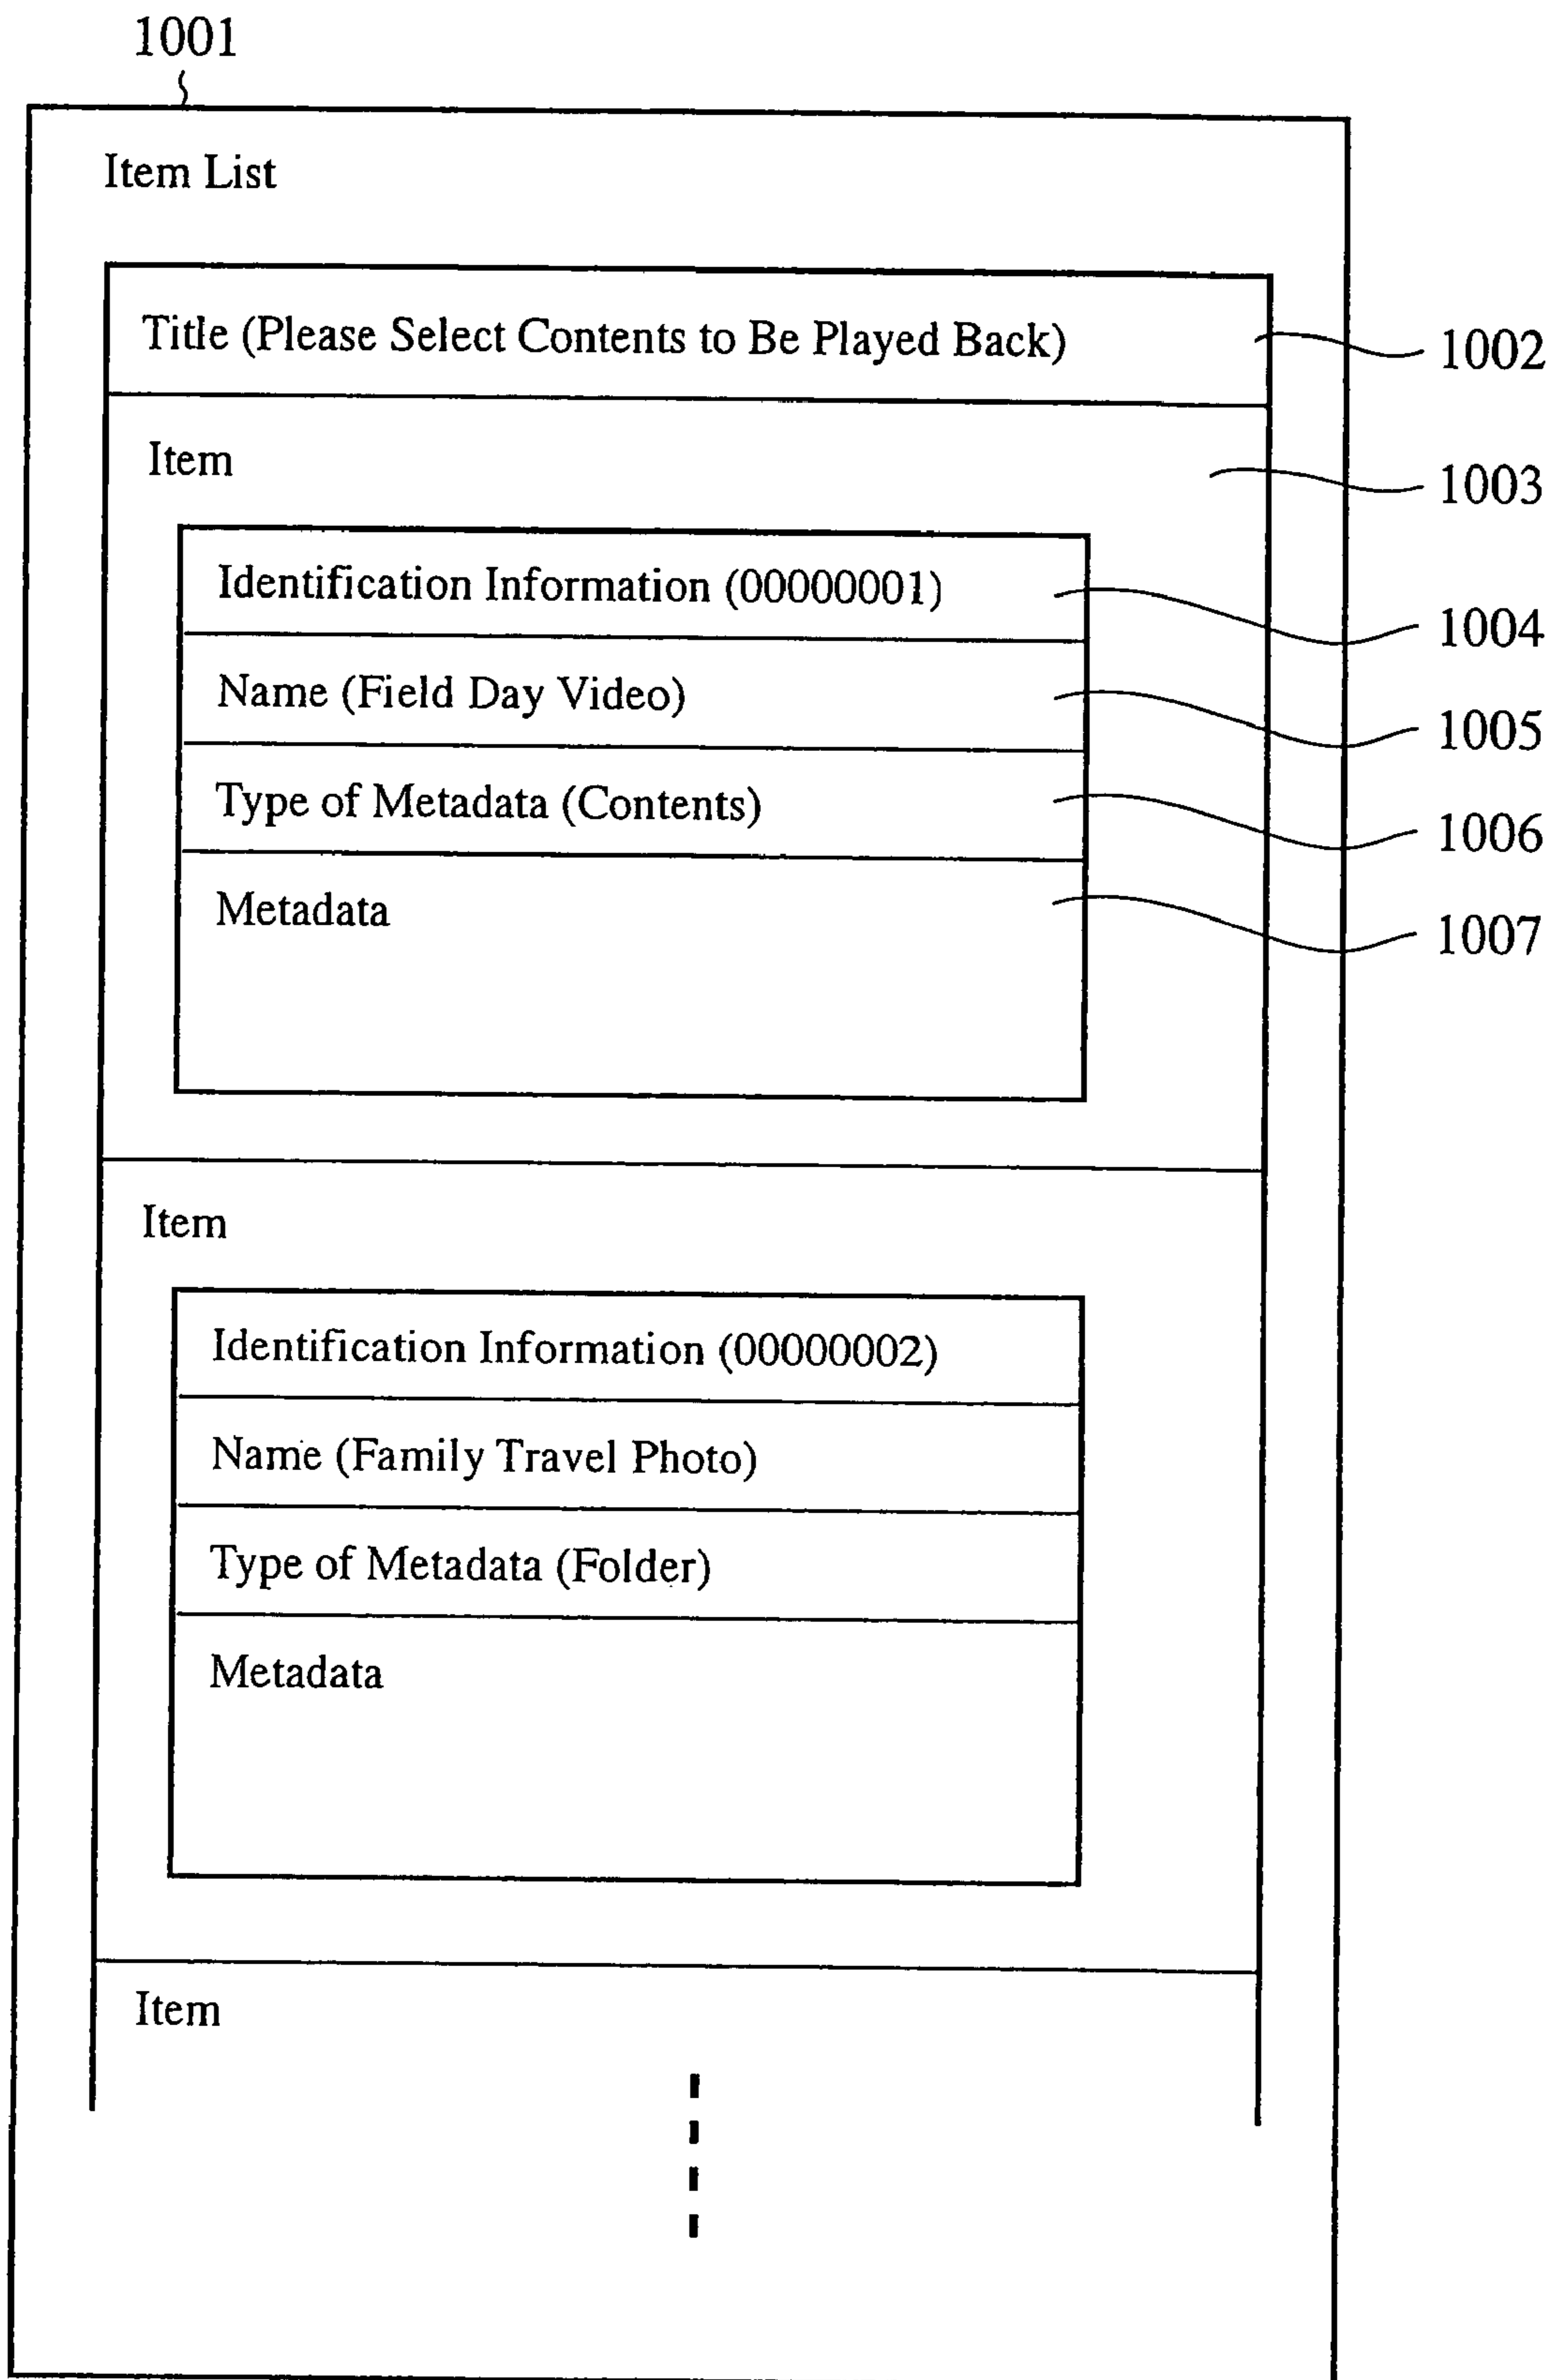 1001
Item List
Title (Please Select Contents to Be Played Back)
1002
Item
1003
Identification Information (00000001)
1004
Name (Field Day Video)
1005
Type of Metadata (Contents)
1006
Metadata
1007
Item
Identification Information (00000002)
Name (Family Travel Photo)
Type of Metadata (Folder)
Metadata
Item